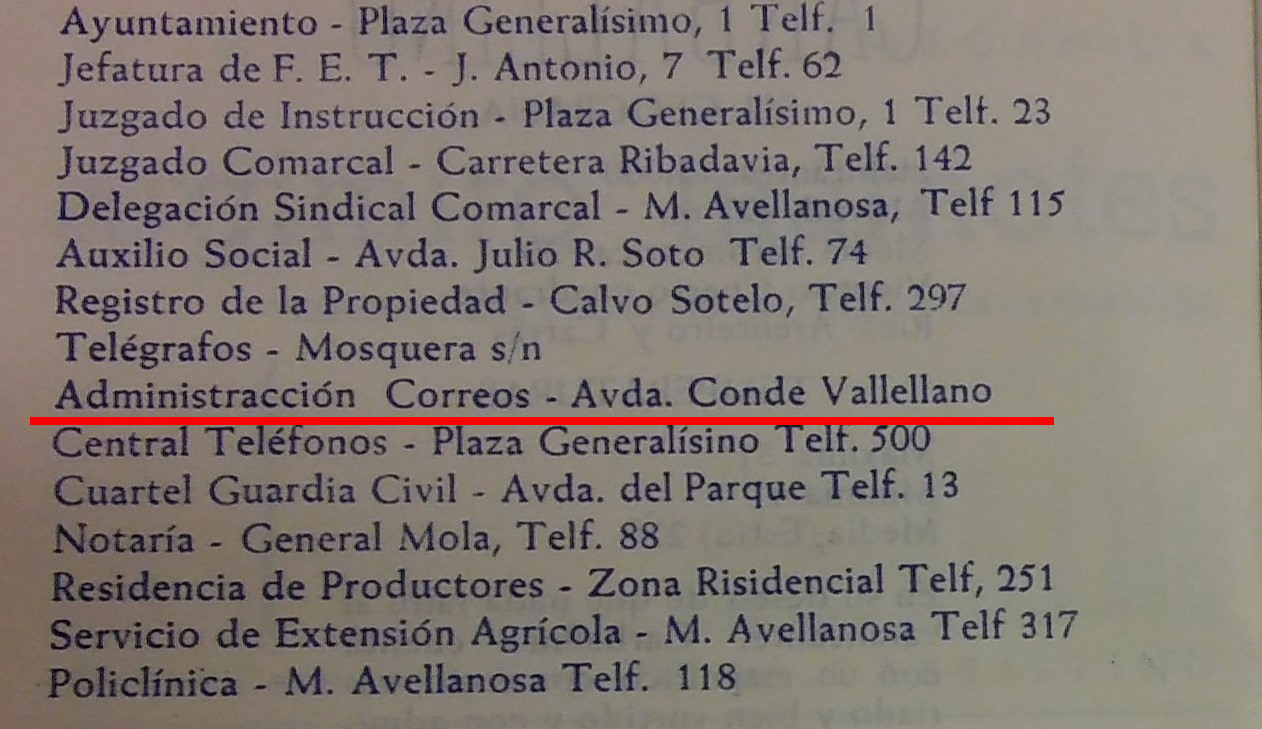 Ayuntamiento - Plaza Generalísimo, 1 Telf. 1
Jefatura de F. E. T. - J. Antonio, 7 Telf. 62
Juzgado de Instrucción - Plaza Generalísimo, 1 Telf. 23
Juzgado Comarcal - Carretera Ribadavia, Telf. 142
Delegación Sindical Comarcal - M. Avellanosa, Telf 115
Auxilio Social - Avda. Julio R. Soto Telf. 74
Registro de la Propiedad - Calvo Sotelo, Telf. 297
Telégrafos - Mosquera s/n
Administracción Correos - Avda. Conde Vallellano
Central Teléfonos - Plaza Generalísino Telf. 500
Cuartel Guardia Civil - Avda. del Parque Telf. 13
Notaría - General Mola, Telf. 88
Residencia de Productores - Zona Risidencial Telf, 251
Servicio de Extensión Agrícola - M. Avellanosa Telf 317
Policlínica - M. Avellanosa Telf. 118